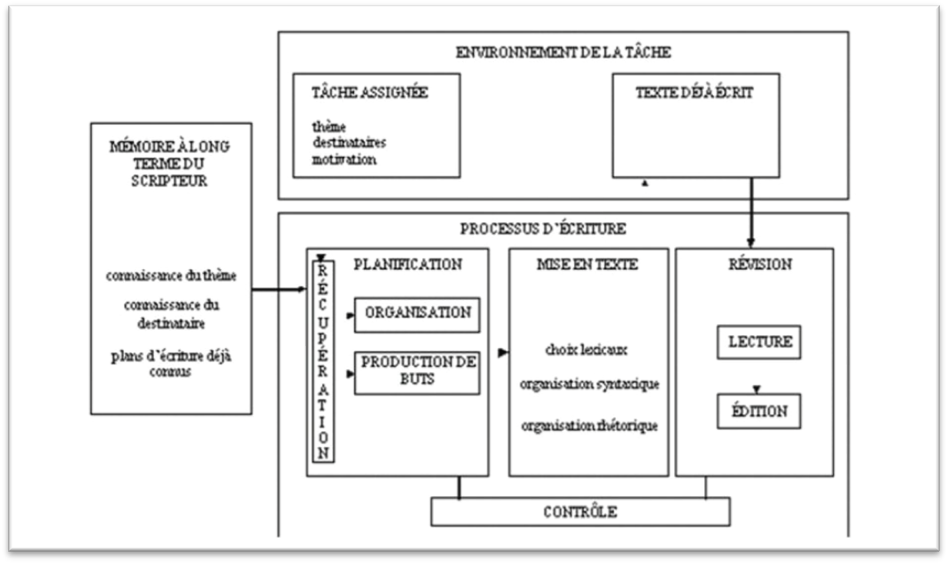 ENVIRONNEMENT DE LA TÂCHE
TÂCHE ASSIGNÉE
thème
destinataires
motivation
TEXTE DÉJÀ ÉCRIT
MÉMOIRE À LONG
TERME DU
SCRIPTEUR
connaissance du thème
connaissance du
destinataire
plans d'écriture déjà
connus
PROCESSUS D'ÉCRITURE
PLANIFICATION
RÉCUPÉRATION
ORGANISATION
PRODUCTION DE
BUTS
MISE EN TEXTE
choix lexicaux
organisation syntaxique
organisation rhétorique
RÉVISION
LECTURE
ÉDITION
CONTRÔLE